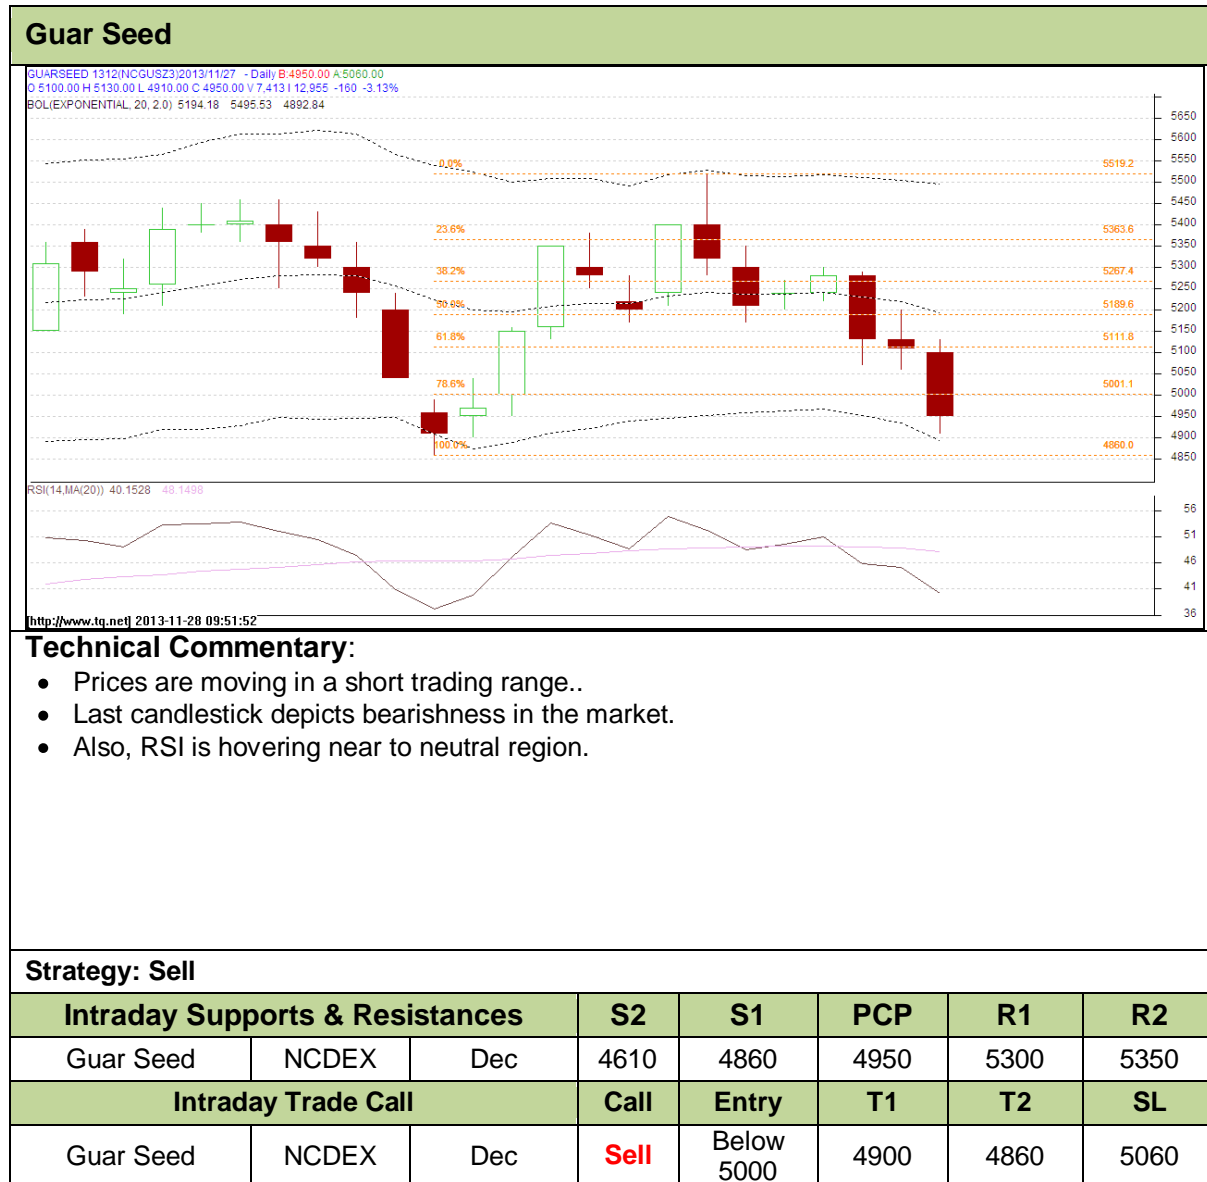 Guar Seed
GUARSEED 1312(NCGUSZ3)2013/11/27 - Daily B:4950.00 A:5060.00
O 5100.00 H 5130.00 L 4910.00 C 4950.00 V 7,413 I 12,955 -160 -3.13%
BOL(EXPONENTIAL, 20, 2.0) 5194.18 5495.53 4892.84
5650
5600
5550
5500
5450
5400
5350
5300
5250
5200
5150
5100
5050
5000
4950
4900
4850
0.0% 5519.2
23.6% 5363.6
38.2% 5267.4
50.0% 5189.6
61.8% 5111.8
78.6% 5001.1
100.0% 4860.0
RSI(14,MA(20)) 40.1528 48.1498
56
51
46
41
36
[http://www.tq.net] 2013-11-28 09:51:52
Technical Commentary:
• Prices are moving in a short trading range..
• Last candlestick depicts bearishness in the market.
• Also, RSI is hovering near to neutral region.
Strategy: Sell
Intraday Supports & Resistances S2 S1 PCP R1 R2
Guar Seed NCDEX Dec 4610 4860 4950 5300 5350
Intraday Trade Call Call Entry T1 T2 SL
Guar Seed NCDEX Dec Sell Below 5000 4900 4860 5060